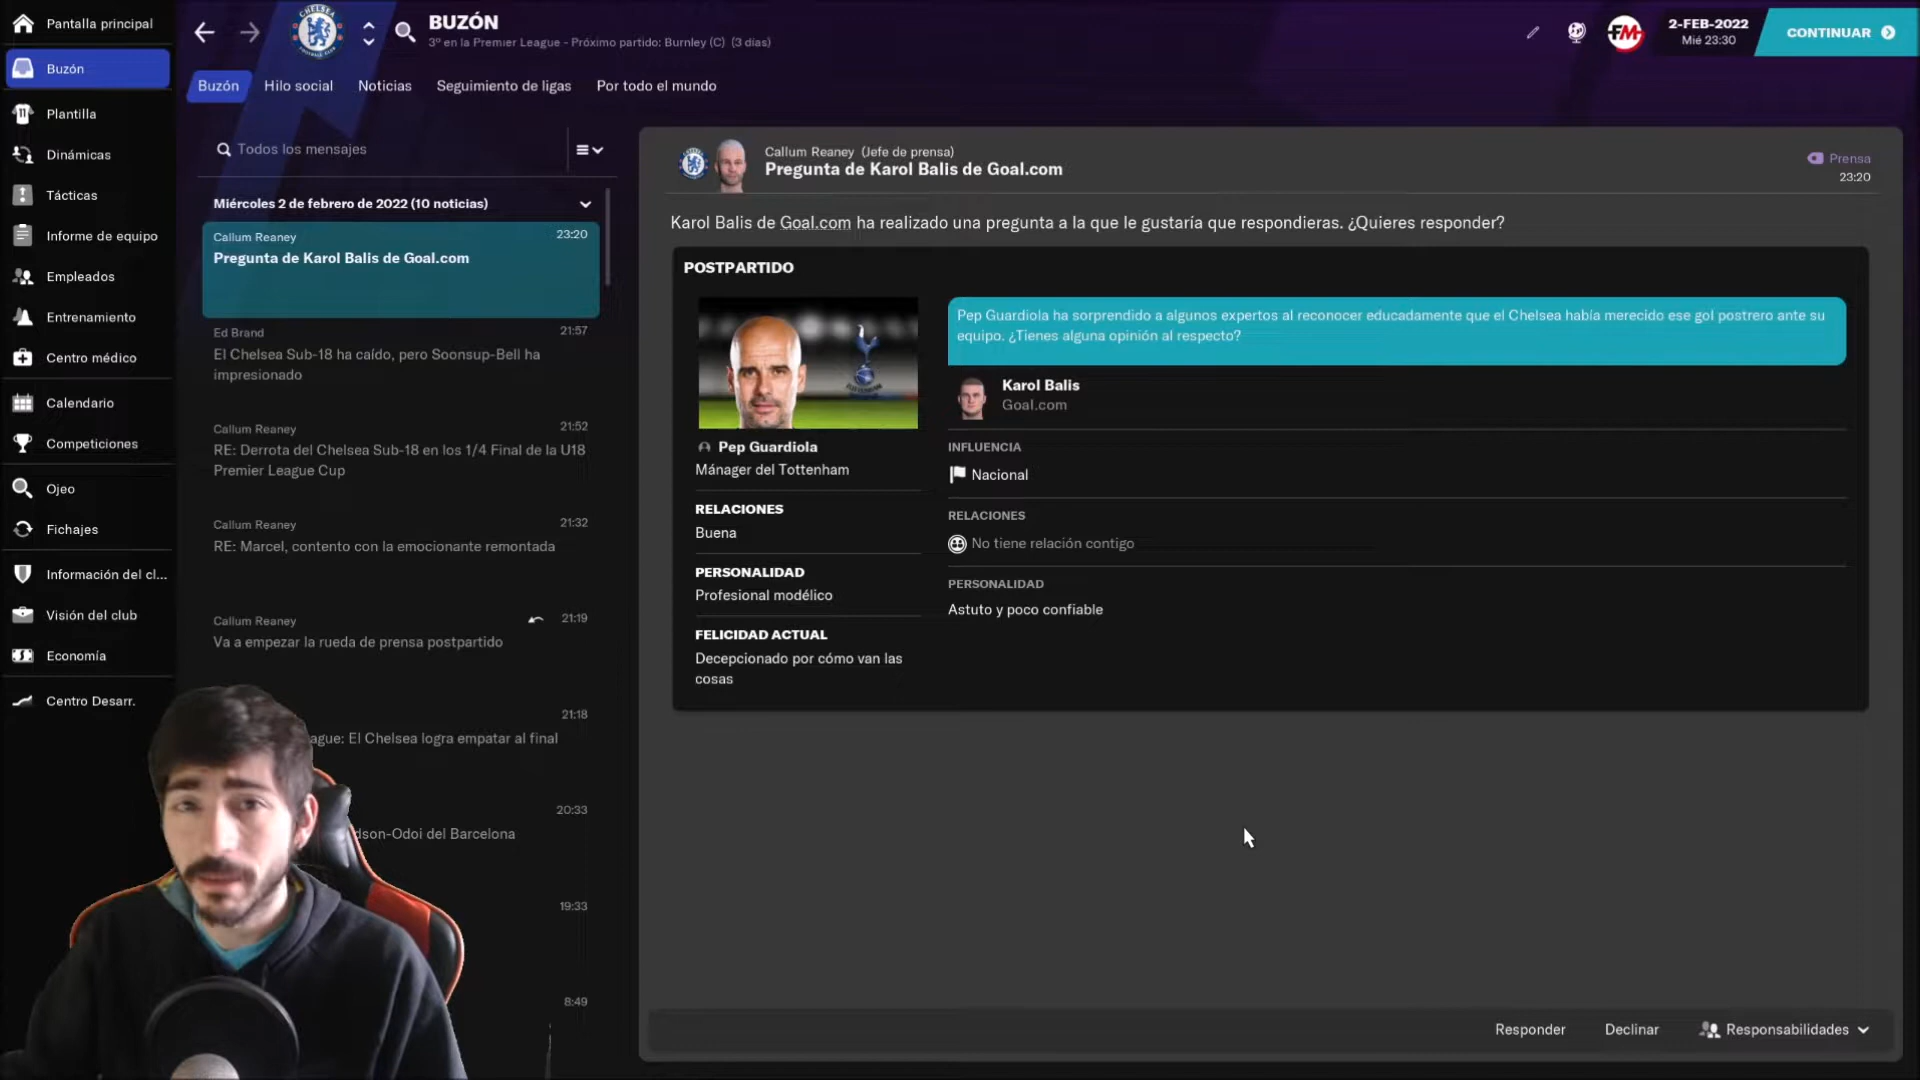 Pantalla principal
Buzón
Plantilla
Dinámicas
Tácticas
Informe de equipo
Empleados
Entrenamiento
Centro médico
Calendario
Competiciones
Ojeo
Fichajes
Información del cl...
Visión del club
Economía
Centro Desarr.
BUZÓN
3º en la Premier League - Próximo partido: Burnley (C) (3 días)
FM
2-FEB-2022
Mié 23:30
CONTINUAR
Buzón
Hilo social
Noticias
Seguimiento de ligas
Por todo el mundo
Todos los mensajes
Miércoles 2 de febrero de 2022 (10 noticias)
Callum Reaney 23:20
Pregunta de Karol Balis de Goal.com
Ed Brand 21:57
El Chelsea Sub-18 ha caído, pero Soonsup-Bell ha
impresionado
Callum Reaney 21:52
RE: Derrota del Chelsea Sub-18 en los 1/4 Final de la U18
Premier League Cup
Callum Reaney 21:32
RE: Marcel, contento con la emocionante remontada
Callum Reaney 21:19
Va a empezar la rueda de prensa postpartido
21:18
ague: El Chelsea logra empatar al final
20:33
dson-Odoi del Barcelona
19:33
8:49
Callum Reaney (Jefe de prensa)
Pregunta de Karol Balis de Goal.com
Prensa
23:20
Karol Balis de Goal.com ha realizado una pregunta a la que le gustaría que respondieras. ¿Quieres responder?
POSTPARTIDO
Pep Guardiola
Mánager del Tottenham
RELACIONES
Buena
PERSONALIDAD
Profesional modélico
FELICIDAD ACTUAL
Decepcionado por cómo van las
cosas
Pep Guardiola ha sorprendido a algunos expertos al reconocer educadamente que el Chelsea había merecido ese gol postrero ante su
equipo. ¿Tienes alguna opinión al respecto?
Karol Balis
Goal.com
INFLUENCIA
Nacional
RELACIONES
No tiene relación contigo
PERSONALIDAD
Astuto y poco confiable
Responder
Declinar
Responsabilidades